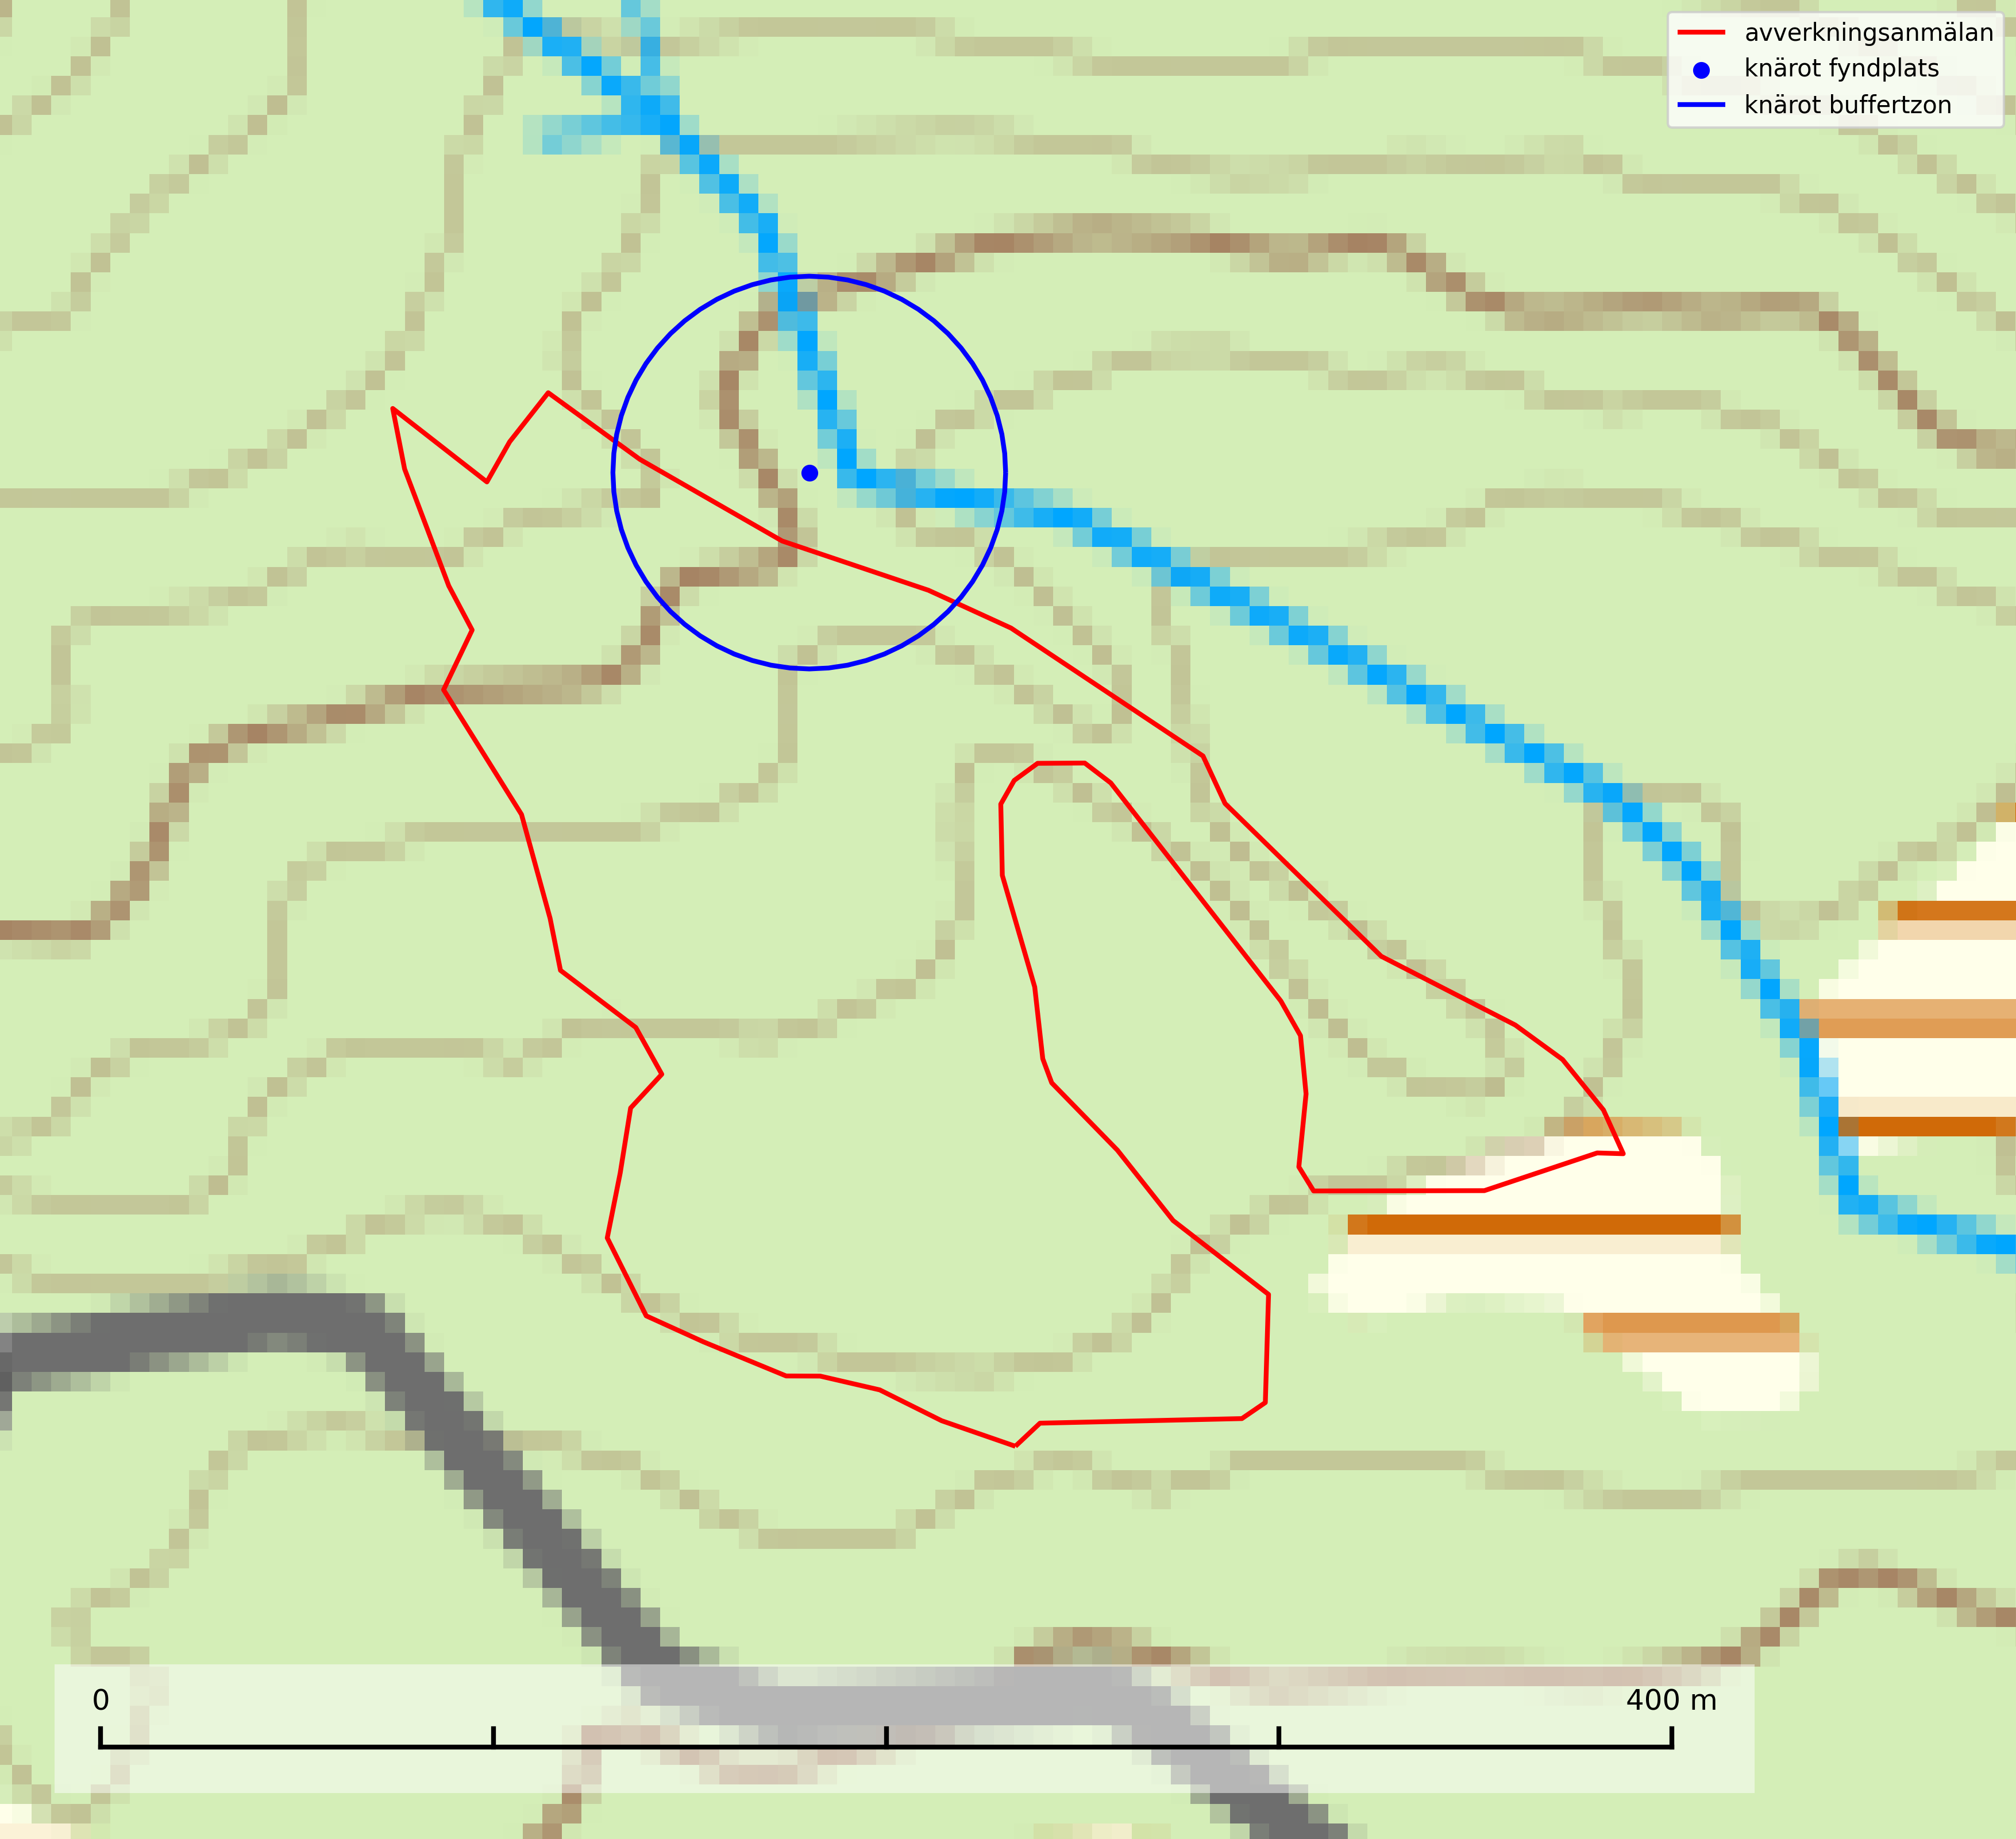 avverkningsanmälan
knärot fyndplats
knärot buffertzon
0
400 m